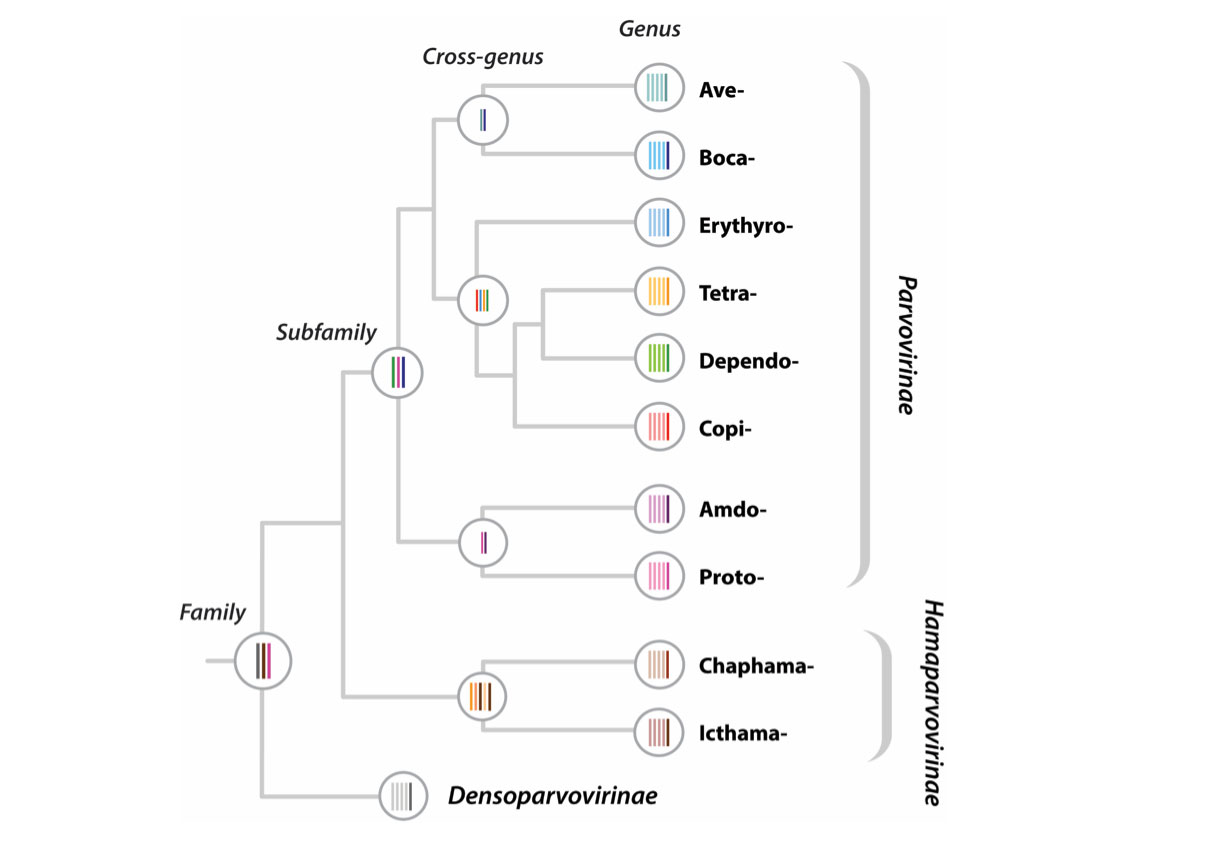 Genus
Cross-genus
Ave-
Boca-
Erythyro-
Tetra-
Subfamily
Dependo-
Copi-
Parvovirinae
Amdo-
Proto-
Family
Chaphama-
Icthama-
Hamaparvovirinae
Densoparvovirinae